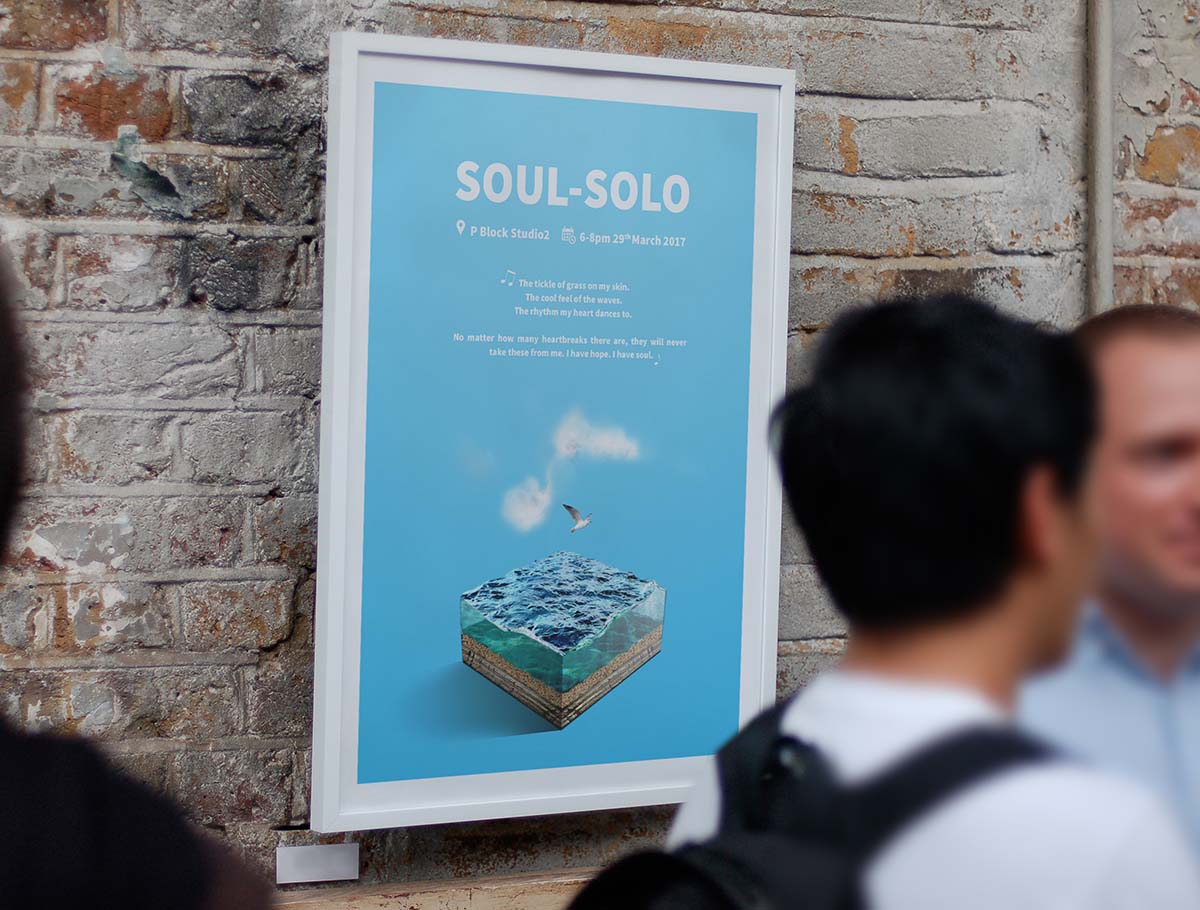 SOUL-SOLO
P Block Studio2 6-8pm 29th March 2017
The tickle of grass on my skin.
The cool feel of the waves.
The rhythm my heart dances to.
No matter how many heartbreaks there are, they will never
take these from me. I have hope. I have soul.